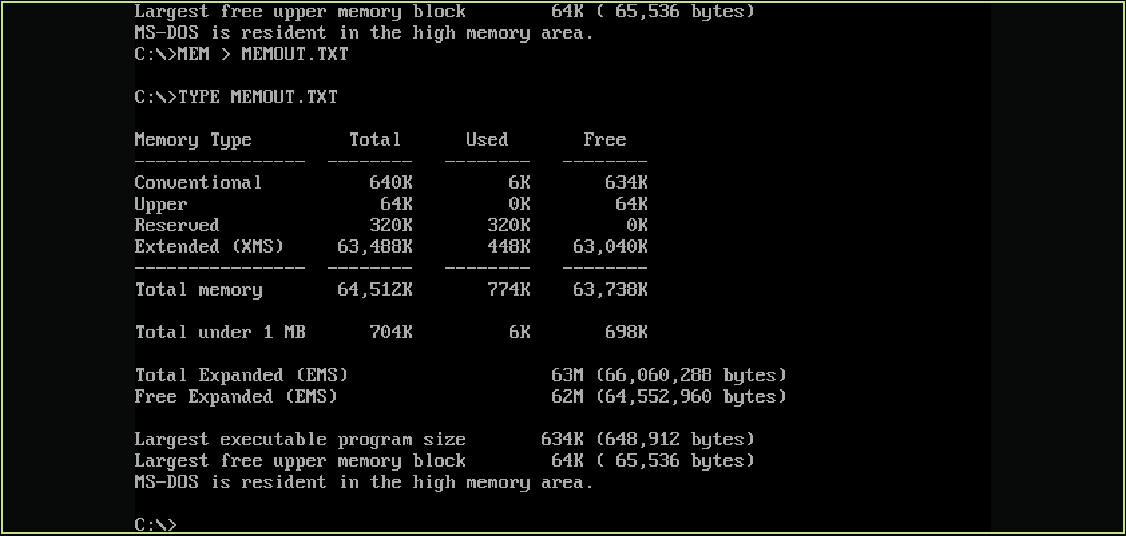 Largest free upper memory block        64K ( 65,536 bytes)
MS-DOS is resident in the high memory area.
C:\>MEM > MEMOUT.TXT
C:\>TYPE MEMOUT.TXT
Memory Type         Total      Used       Free
----------------  --------   --------   --------
Conventional          640K         6K       634K
Upper                  64K         0K        64K
Reserved              320K       320K         0K
Extended (XMS)     63,488K       448K    63,040K
----------------  --------   --------   --------
Total memory       64,512K       774K    63,738K
Total under 1 MB      704K         6K       698K
Total Expanded (EMS)                   63M (66,060,288 bytes)
Free Expanded (EMS)                    62M (64,552,960 bytes)
Largest executable program size       634K (648,912 bytes)
Largest free upper memory block        64K ( 65,536 bytes)
MS-DOS is resident in the high memory area.
C:\>